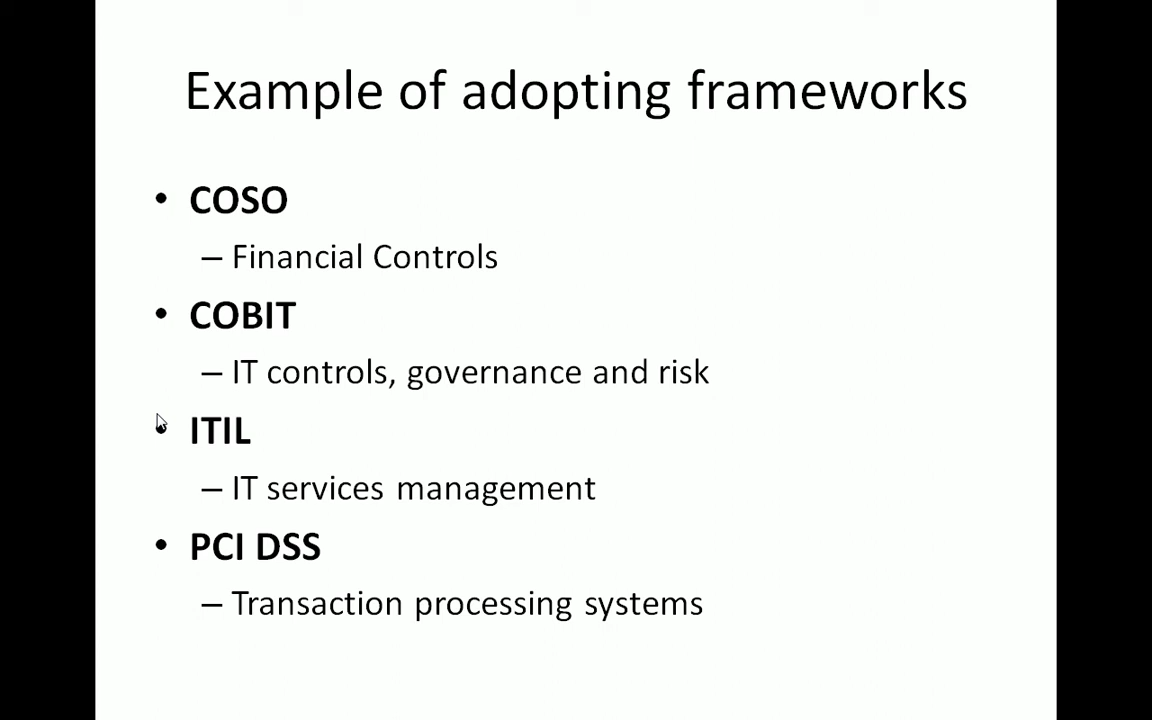 Example of adopting frameworks
• COSO
– Financial Controls
• COBIT
– IT controls, governance and risk
• ITIL
– IT services management
• PCI DSS
– Transaction processing systems